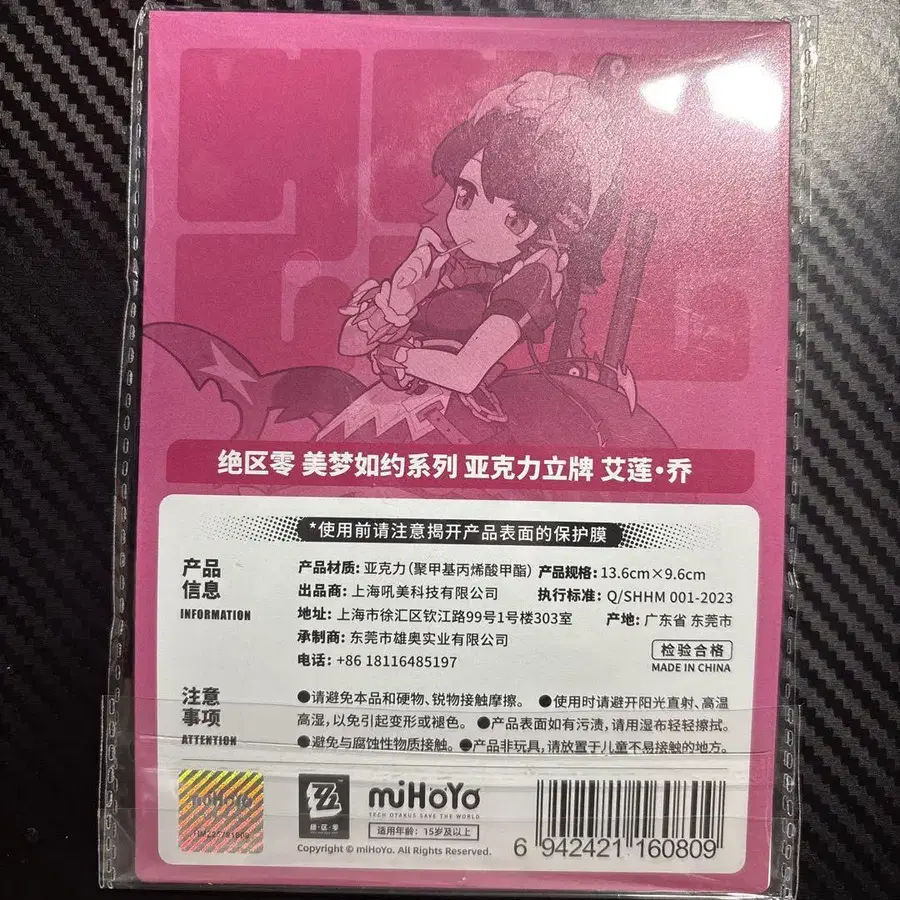 绝区零 美梦如约系列 亚克力立牌 艾莲·乔
*使用前请注意揭开产品表面的保护膜
产品信息
INFORMATION
产品材质: 亚克力(聚甲基丙烯酸甲酯) 产品规格: 13.6cm×9.6cm
出品商: 上海吼美科技有限公司 执行标准: Q/SHHM 001-2023
地址: 上海市徐汇区钦江路99号1号楼303室 产地: 广东省 东莞市
承制商: 东莞市雄奥实业有限公司
检验合格
电话: +86 18116485197
MADE IN CHINA
注意事项
ATTENTION
●请避免本品和硬物、锐物接触摩擦。 ●使用时请避开阳光直射、高温
高湿,以免引起变形或褪色。 ●产品表面如有污渍,请用湿布轻轻擦拭。
●避免与腐蚀性物质接触。 ●产品非玩具,请放置于儿童不易接触的地方。
miHoYo
绝·区·零
miHoYo
TECH OTAKUS SAVE THE WORLD
适用年龄: 15岁及以上
Copyright © miHoYo. All Rights Reserved.
6 942421 160809